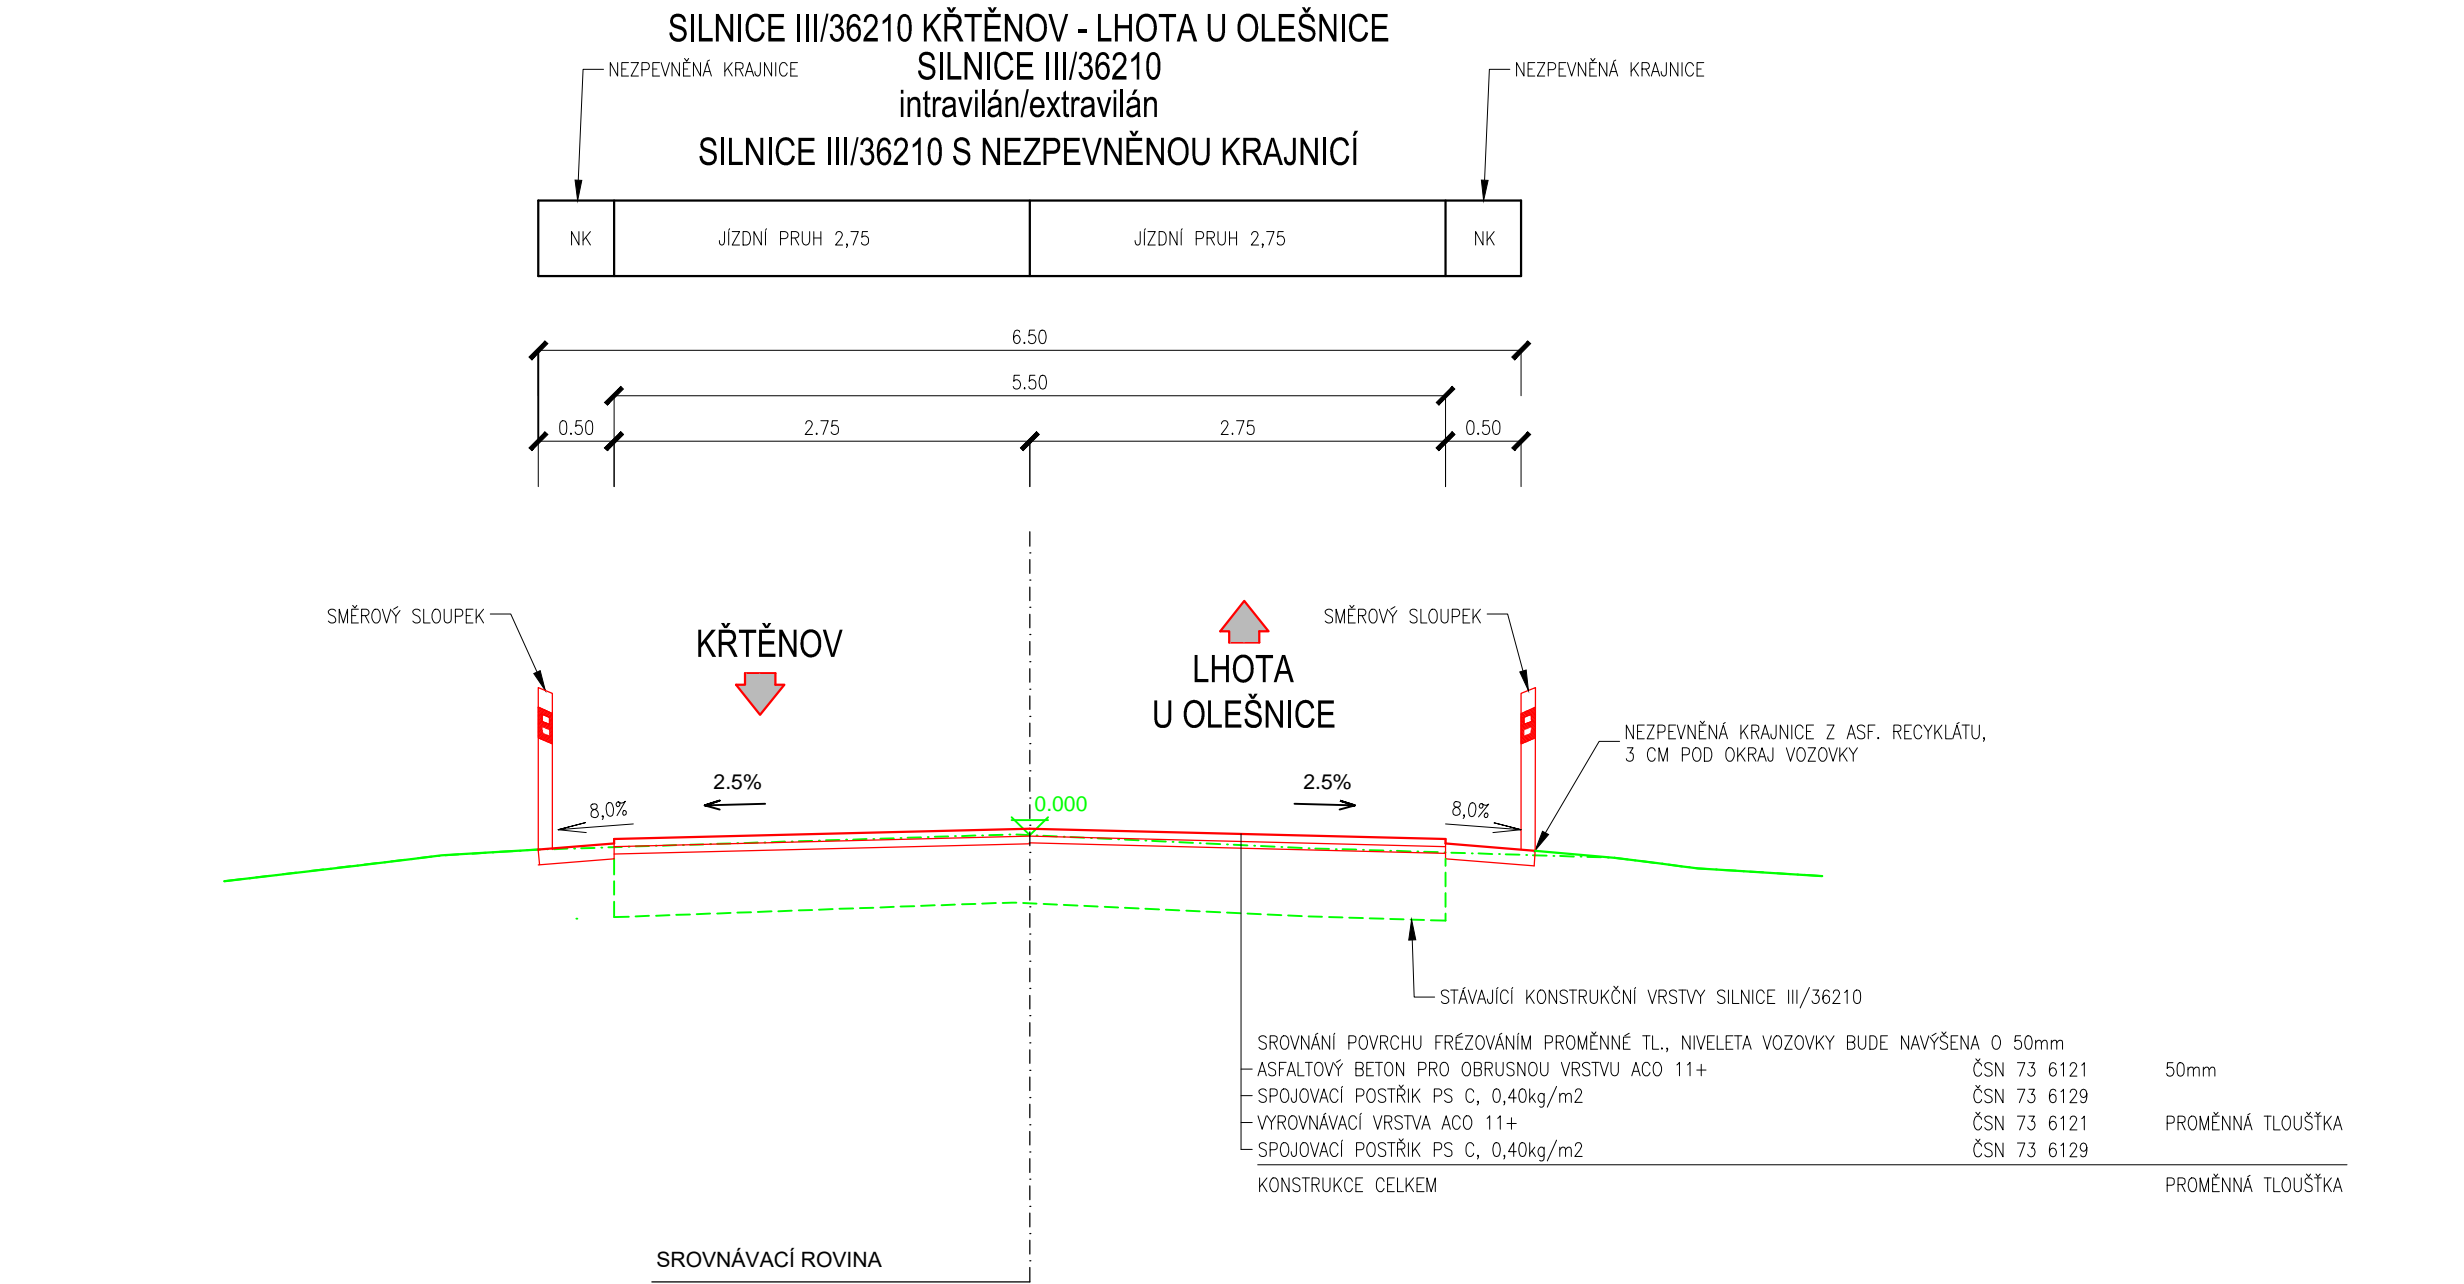 SILNICE III/36210 KŘTĚNOV - LHOTA U OLEŠNICE
SILNICE III/36210
NEZPEVNĚNÁ KRAJNICE
NEZPEVNĚNÁ KRAJNICE
intravilán/extravilán
SILNICE III/36210 S NEZPEVNĚNOU KRAJNICÍ
NK
JÍZDNÍ PRUH 2,75
JÍZDNÍ PRUH 2,75
NK
6.50
5.50
0.50
2.75
2.75
0.50
SMĚROVÝ SLOUPEK
KŘTĚNOV
SMĚROVÝ SLOUPEK
LHOTA
U OLEŠNICE
NEZPEVNĚNÁ KRAJNICE Z ASF. RECYKLÁTU,
3 CM POD OKRAJ VOZOVKY
2.5%
2.5%
8,0%
0.000
8,0%
STÁVAJÍCÍ KONSTRUKČNÍ VRSTVY SILNICE III/36210
SROVNÁNÍ POVRCHU FRÉZOVÁNÍM PROMĚNNÉ TL., NIVELETA VOZOVKY BUDE NAVÝŠENA O 50mm
ASFALTOVÝ BETON PRO OBRUSNOU VRSTVU ACO 11+ ČSN 73 6121 50mm
SPOJOVACÍ POSTŘIK PS C, 0,40kg/m2 ČSN 73 6129
VYROVNÁVACÍ VRSTVA ACO 11+ ČSN 73 6121 PROMĚNNÁ TLOUŠŤKA
SPOJOVACÍ POSTŘIK PS C, 0,40kg/m2 ČSN 73 6129
KONSTRUKCE CELKEM PROMĚNNÁ TLOUŠŤKA
SROVNÁVACÍ ROVINA